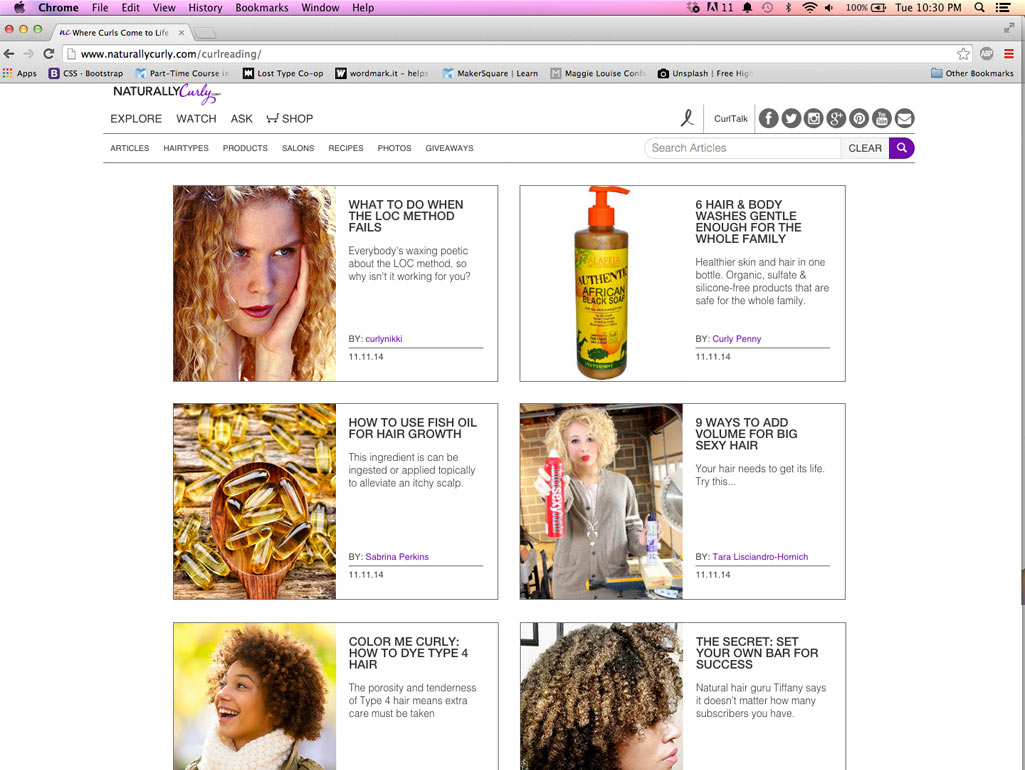 Chrome File Edit View History Bookmarks Window Help 11 100% Tue 10:30 PM
nc Where Curls Come to Life
www.naturallycurly.com/curlreading/ ABP
Apps B CSS · Bootstrap Part-Time Course in Lost Type Co-op W wordmark.it - helps MakerSquare | Learn M Maggie Louise Confe Unsplash | Free High Other Bookmarks
NATURALLYCurly.com
EXPLORE WATCH ASK SHOP CurlTalk
ARTICLES HAIRTYPES PRODUCTS SALONS RECIPES PHOTOS GIVEAWAYS Search Articles CLEAR
WHAT TO DO WHEN
THE LOC METHOD
FAILS
Everybody's waxing poetic
about the LOC method, so
why isn't it working for you?
BY: curlynikki
11.11.14
ALAFFIA
AUTHENTIC
AFRICAN
BLACK SOAP
6 HAIR & BODY
WASHES GENTLE
ENOUGH FOR THE
WHOLE FAMILY
Healthier skin and hair in one
bottle. Organic, sulfate &
silicone-free products that are
safe for the whole family.
BY: Curly Penny
11.11.14
HOW TO USE FISH OIL
FOR HAIR GROWTH
This ingredient is can be
ingested or applied topically
to alleviate an itchy scalp.
BY: Sabrina Perkins
11.11.14
sexy
9 WAYS TO ADD
VOLUME FOR BIG
SEXY HAIR
Your hair needs to get its life.
Try this...
BY: Tara Lisciandro-Hornich
11.11.14
COLOR ME CURLY:
HOW TO DYE TYPE 4
HAIR
The porosity and tenderness
of Type 4 hair means extra
care must be taken
THE SECRET: SET
YOUR OWN BAR FOR
SUCCESS
Natural hair guru Tiffany says
it doesn't matter how many
subscribers you have.